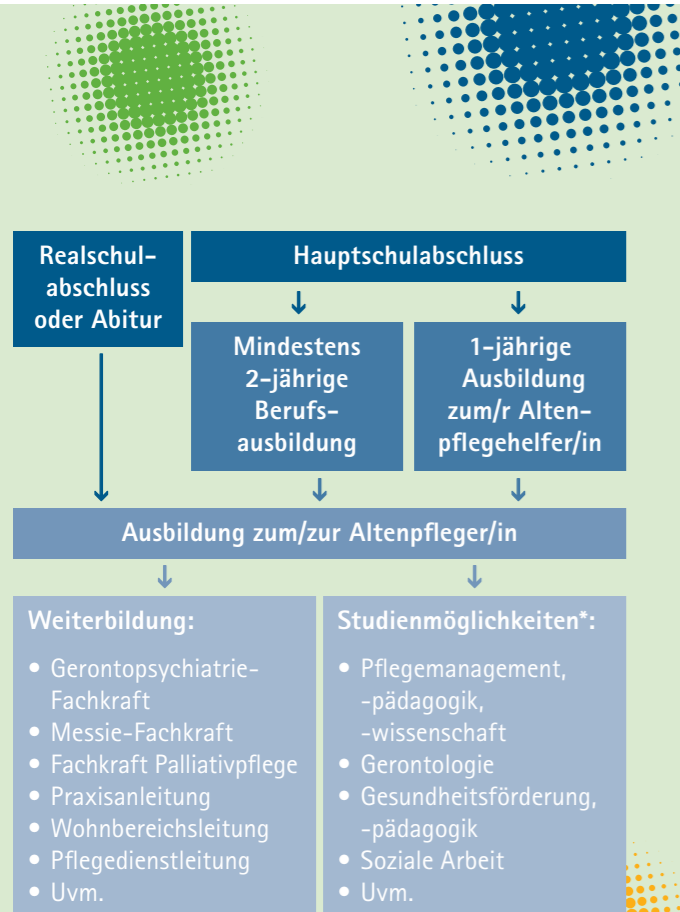 Realschul-
abschluss
oder Abitur
Hauptschulabschluss
Mindestens
2-jährige
Berufs-
ausbildung
1-jährige
Ausbildung
zum/r Alten-
pflegehelfer/in
Ausbildung zum/zur Altenpfleger/in
Weiterbildung:
• Gerontopsychiatrie-
Fachkraft
• Messie-Fachkraft
• Fachkraft Palliativpflege
• Praxisanleitung
• Wohnbereichsleitung
• Pflegedienstleitung
• Uvm.
Studienmöglichkeiten*:
• Pflegemanagement,
-pädagogik,
-wissenschaft
• Gerontologie
• Gesundheitsförderung,
-pädagogik
• Soziale Arbeit
• Uvm.